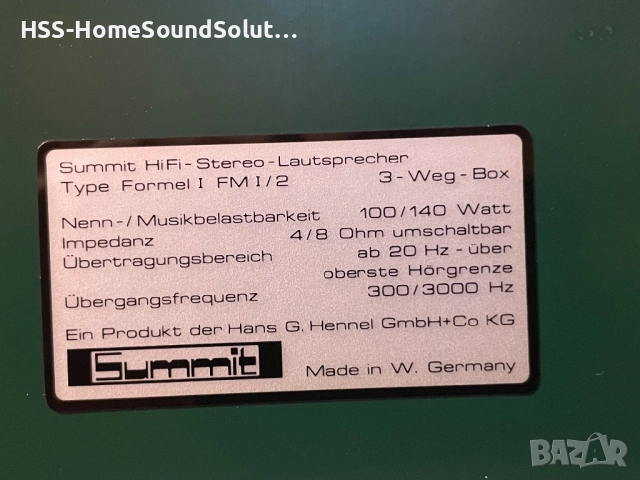 HSS-HomeSoundSolut...
Summit HiFi-Stereo-Lautsprecher
Type Formel I FM I/2 3-Weg-Box
Nenn-/Musikbelastbarkeit 100/140 Watt
Impedanz 4/8 Ohm umschaltbar
Übertragungsbereich ab 20 Hz-über
oberste Hörgrenze
Übergangsfrequenz 300/3000 Hz
Ein Produkt der Hans G. Hennel GmbH+Co KG
Summit Made in W. Germany
BAZAR